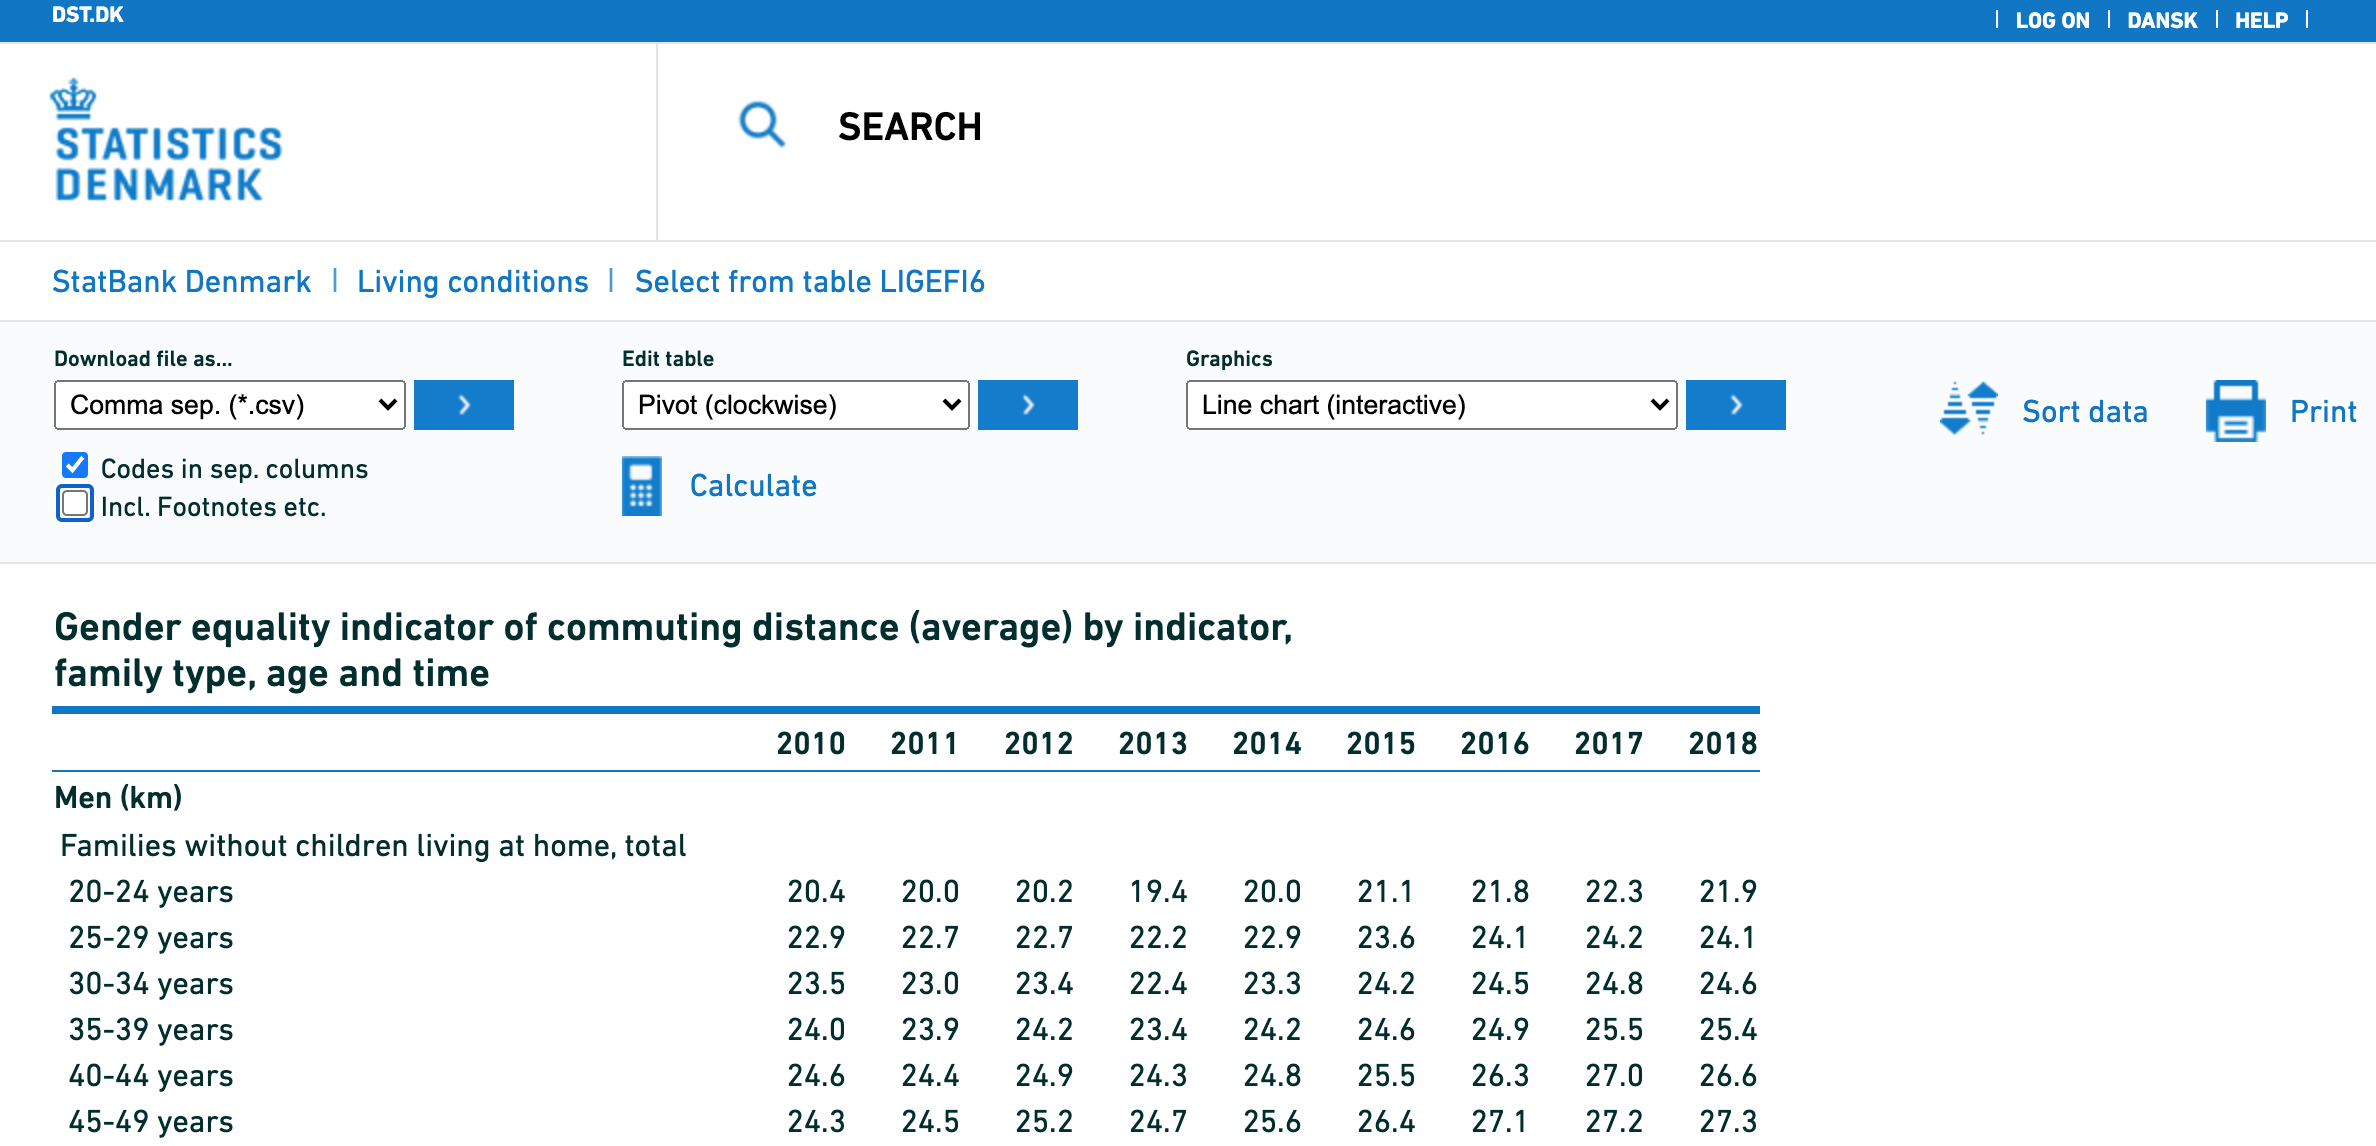 DST.DK
LOG ON | DANSK | HELP
STATISTICS
DENMARK
SEARCH
StatBank Denmark | Living conditions | Select from table LIGEFI6
Download file as... Edit table Graphics
Comma sep. (*.csv) Pivot (clockwise) Line chart (interactive) Sort data Print
Codes in sep. columns
Incl. Footnotes etc.
Calculate
Gender equality indicator of commuting distance (average) by indicator,
family type, age and time
2010 2011 2012 2013 2014 2015 2016 2017 2018
Men (km)
Families without children living at home, total
20-24 years 20.4 20.0 20.2 19.4 20.0 21.1 21.8 22.3 21.9
25-29 years 22.9 22.7 22.7 22.2 22.9 23.6 24.1 24.2 24.1
30-34 years 23.5 23.0 23.4 22.4 23.3 24.2 24.5 24.8 24.6
35-39 years 24.0 23.9 24.2 23.4 24.2 24.6 24.9 25.5 25.4
40-44 years 24.6 24.4 24.9 24.3 24.8 25.5 26.3 27.0 26.6
45-49 years 24.3 24.5 25.2 24.7 25.6 26.4 27.1 27.2 27.3